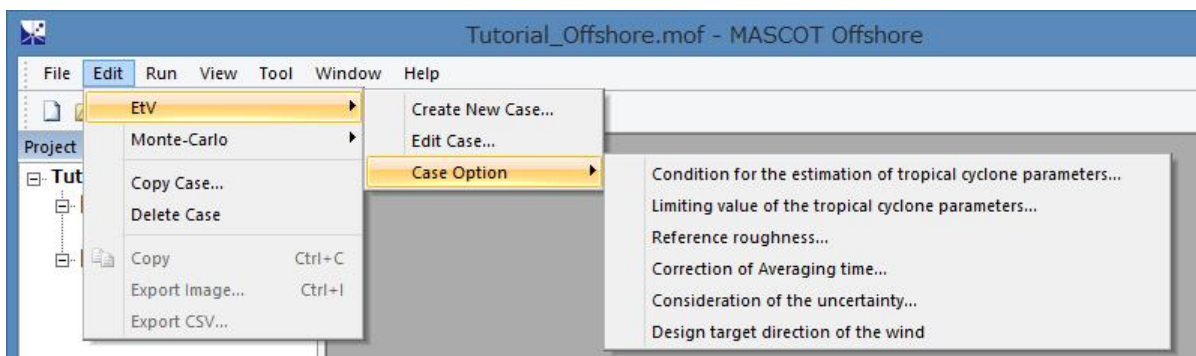 Tutorial_Offshore.mof - MASCOT Offshore
File Edit Run View Tool Window Help
EtV
Monte-Carlo
Copy Case...
Delete Case
Copy Ctrl+C
Export Image... Ctrl+I
Export CSV...
Create New Case...
Edit Case...
Case Option
Condition for the estimation of tropical cyclone parameters...
Limiting value of the tropical cyclone parameters...
Reference roughness...
Correction of Averaging time...
Consideration of the uncertainty...
Design target direction of the wind
Project
Tut